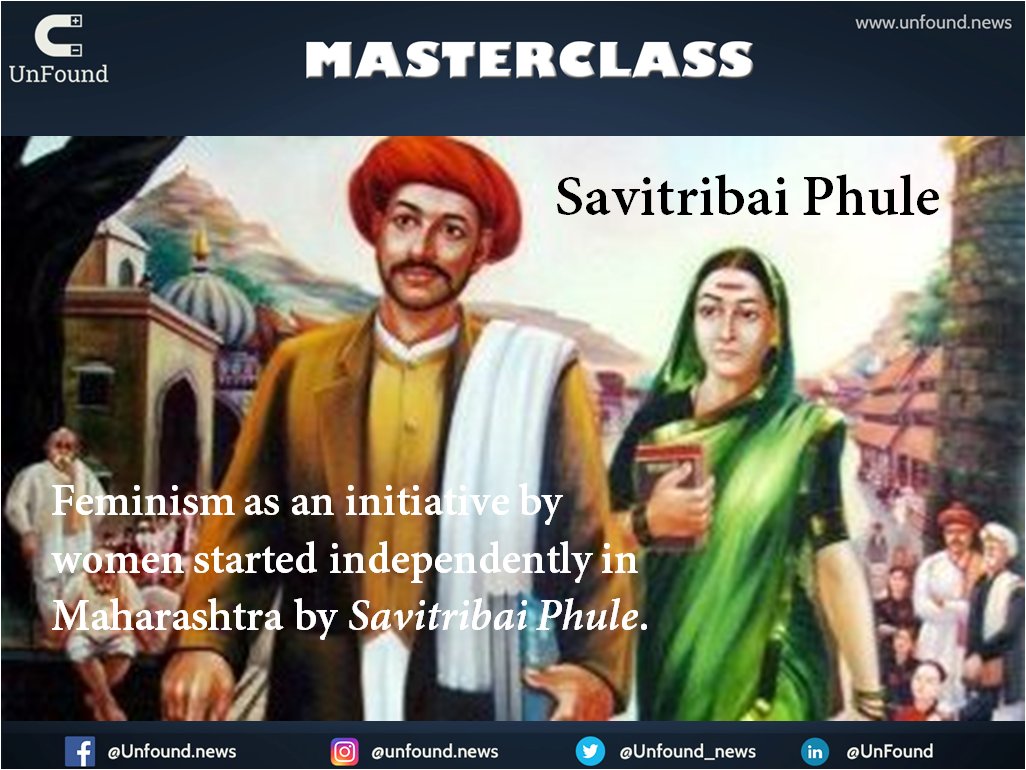 www.unfound.news
UnFound
MASTERCLASS
Savitribai Phule
Feminism as an initiative by
women started independently in
Maharashtra by Savitribai Phule.
@Unfound.news
@unfound.news
@Unfound_news
@UnFound